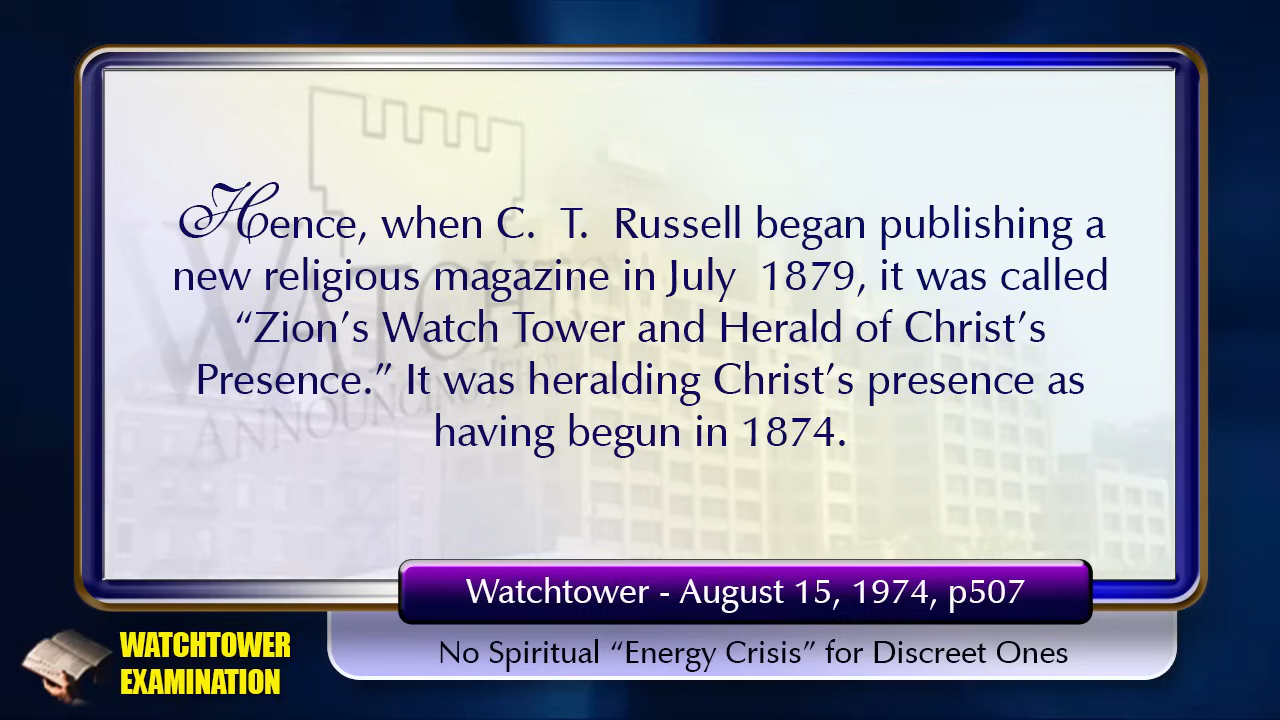 Hence, when C. T. Russell began publishing a
new religious magazine in July 1879, it was called
“Zion’s Watch Tower and Herald of Christ’s
Presence.” It was heralding Christ’s presence as
having begun in 1874.
WATCHTOWER
ANNOUNCING
Watchtower - August 15, 1974, p507
No Spiritual “Energy Crisis” for Discreet Ones
WATCHTOWER
EXAMINATION